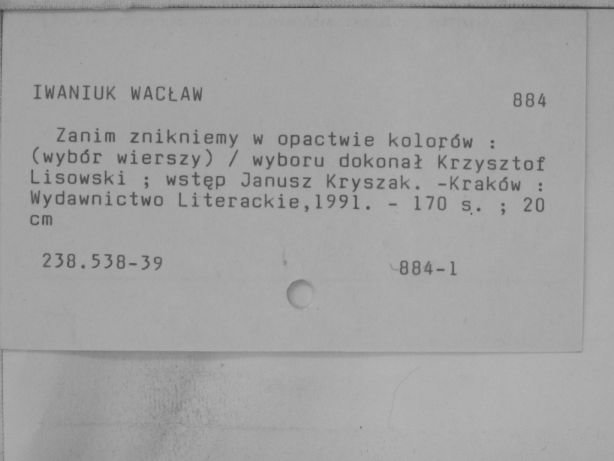 IWANIUK WACŁAW 884
Zanim znikniemy w opactwie kolorów :
(wybór wierszy) / wyboru dokonał Krzysztof
Lisowski ; wstęp Janusz Kryszak. -Kraków :
Wydawnictwo Literackie,1991. - 170 s. ; 20
cm
238.538-39 884-1